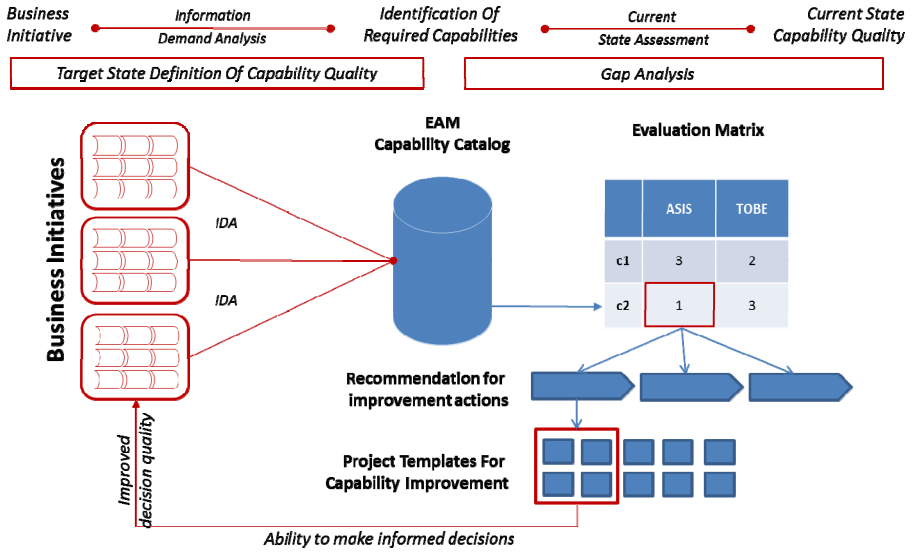 Business
Initiative
Information
Demand Analysis
Identification Of
Required Capabilities
Current
State Assessment
Current State
Capability Quality
Target State Definition Of Capability Quality
Gap Analysis
Business Initiatives
IDA
IDA
EAM
Capability Catalog
Evaluation Matrix
ASIS TOBE
c1 3 2
c2 1 3
Recommendation for
improvement actions
Project Templates For
Capability Improvement
Improved
decision quality
Ability to make informed decisions